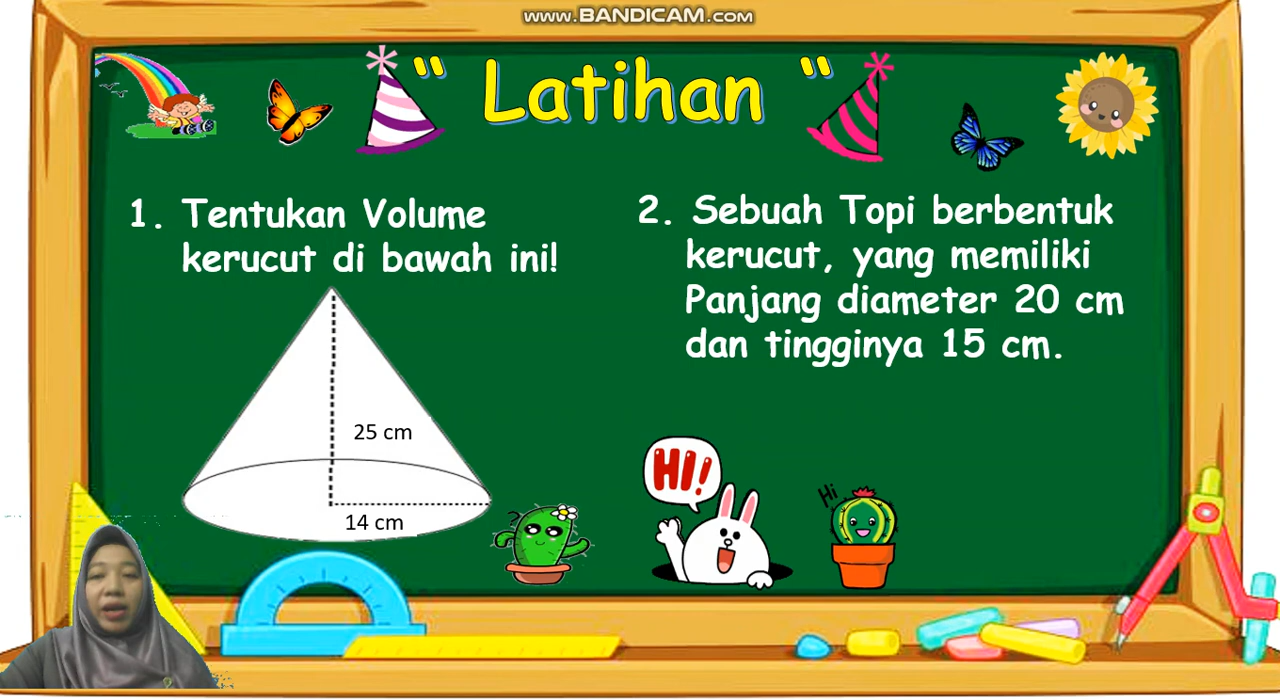 www.BANDICAM.com
" Latihan "
1. Tentukan Volume
kerucut di bawah ini!
25 cm
14 cm
2. Sebuah Topi berbentuk
kerucut, yang memiliki
Panjang diameter 20 cm
dan tingginya 15 cm.
HI!
Hi